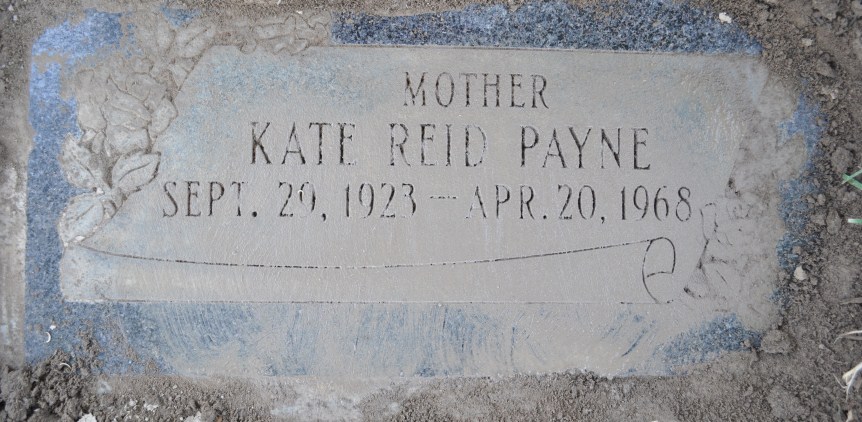 MOTHER
KATE REID PAYNE
SEPT. 29, 1923 — APR. 20, 1968